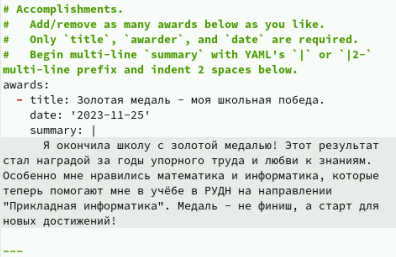 # Accomplishments.
#   Add/remove as many awards below as you like.
#   Only `title`, `awarder`, and `date` are required.
#   Begin multi-line `summary` with YAML's `|` or `|2-`
multi-line prefix and indent 2 spaces below.
awards:
  - title: Золотая медаль – моя школьная победа.
    date: '2023-11-25'
    summary: |
      Я окончила школу с золотой медалью! Этот результат
стал наградой за годы упорного труда и любви к знаниям.
Особенно мне нравились математика и информатика, которые
теперь помогают мне в учёбе в РУДН на направлении
"Прикладная информатика". Медаль – не финиш, а старт для
новых достижений!
~~~